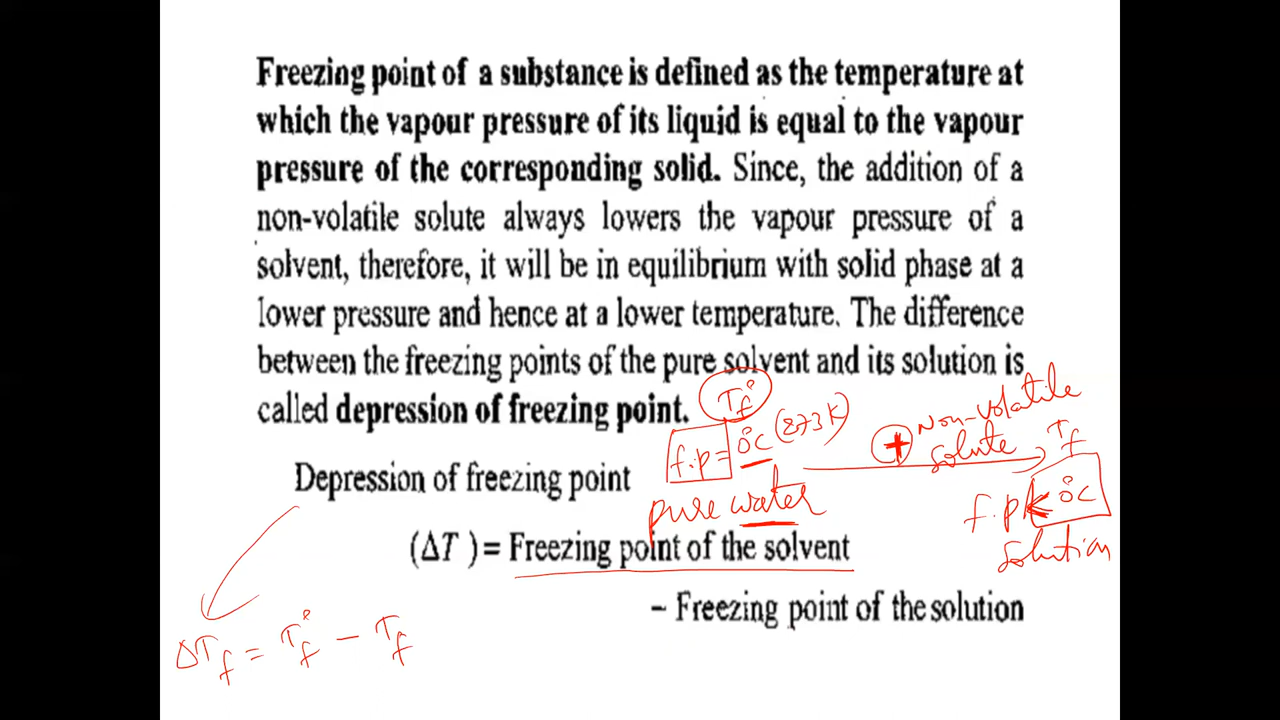 Freezing point of a substance is defined as the temperature at
which the vapour pressure of its liquid is equal to the vapour
pressure of the corresponding solid. Since, the addition of a
non-volatile solute always lowers the vapour pressure of a
solvent, therefore, it will be in equilibrium with solid phase at a
lower pressure and hence at a lower temperature. The difference
between the freezing points of the pure solvent and its solution is
called depression of freezing point.
Tf°
f.p = 0°C (273K)
pure water
+
Non-volatile
solute
Tf
f.p < 0°C
solution
Depression of freezing point
(ΔT) = Freezing point of the solvent
– Freezing point of the solution
ΔTf = Tf° – Tf